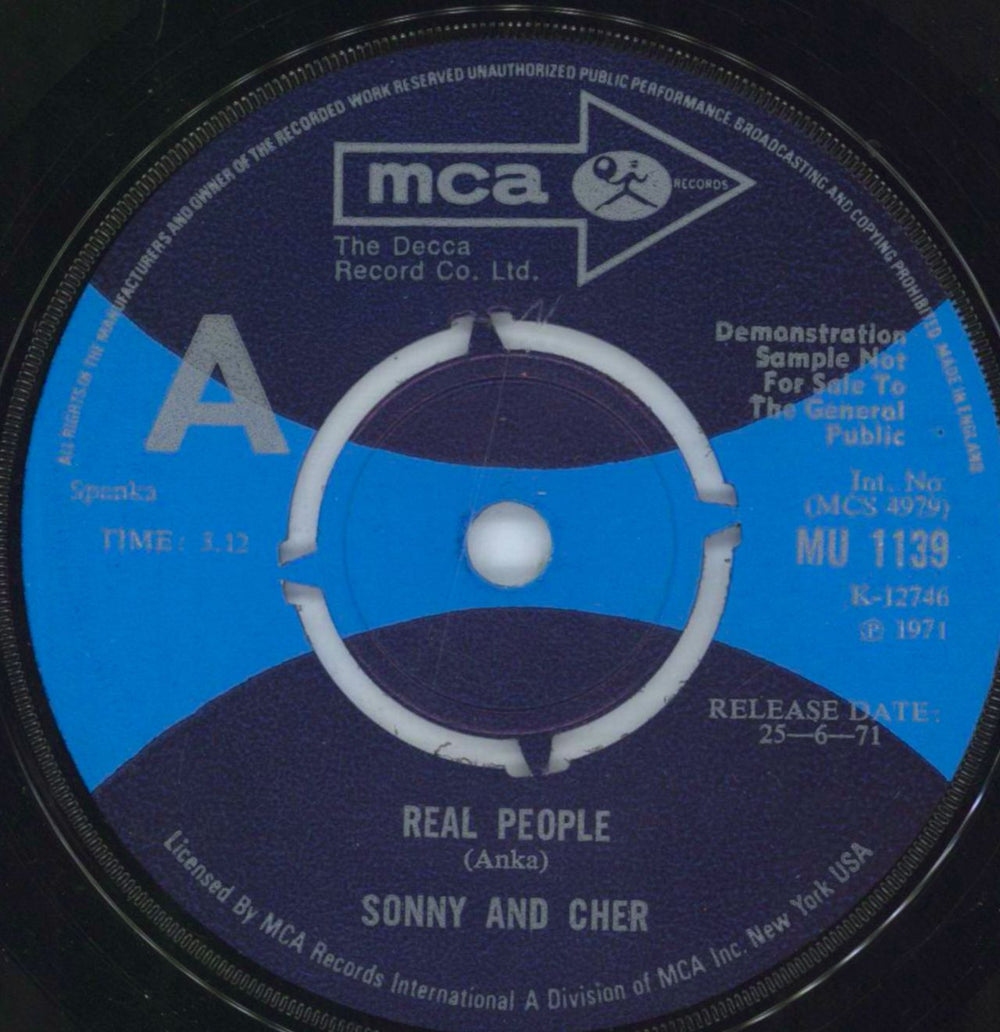 ALL RIGHTS OF THE MANUFACTURERS AND OWNER OF THE RECORDED WORK RESERVED UNAUTHORIZED PUBLIC PERFORMANCE BROADCASTING AND COPYING PROHIBITED. MADE IN ENGLAND
mca RECORDS
The Decca
Record Co. Ltd.
A
Demonstration
Sample Not
For Sale To
The General
Public
Spanka
TIME: 3.12
Int. No
(MCS 4979)
MU 1139
K-12746
℗ 1971
RELEASE DATE:
25—6—71
REAL PEOPLE
(Anka)
SONNY AND CHER
Licensed By MCA Records International A Division of MCA Inc. New York USA